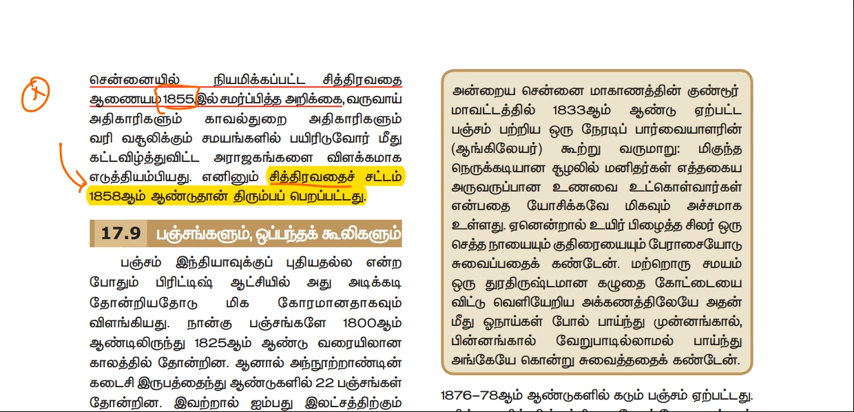 சென்னையில் நியமிக்கப்பட்ட சித்திரவதை
ஆணையம் 1855இல் சமர்ப்பித்த அறிக்கை, வருவாய்
அதிகாரிகளும் காவல்துறை அதிகாரிகளும்
வரி வசூலிக்கும் சமயங்களில் பயிரிடுவோர் மீது
கட்டவிழ்த்துவிட்ட அராஜகங்களை விளக்கமாக
எடுத்தியம்பியது. எனினும் சித்திரவதைச் சட்டம்
1858ஆம் ஆண்டுதான் திரும்பப் பெறப்பட்டது.
17.9 பஞ்சங்களும், ஒப்பந்தக் கூலிகளும்
பஞ்சம் இந்தியாவுக்குப் புதியதல்ல என்ற
போதும் பிரிட்டிஷ் ஆட்சியில் அது அடிக்கடி
தோன்றியதோடு மிக கோரமானதாகவும்
விளங்கியது. நான்கு பஞ்சங்களே 1800ஆம்
ஆண்டிலிருந்து 1825ஆம் ஆண்டு வரையிலான
காலத்தில் தோன்றின. ஆனால் அந்நூற்றாண்டின்
கடைசி இருபத்தைந்து ஆண்டுகளில் 22 பஞ்சங்கள்
தோன்றின. இவற்றால் ஐம்பது இலட்சத்திற்கும்
அன்றைய சென்னை மாகாணத்தின் குண்டூர்
மாவட்டத்தில் 1833ஆம் ஆண்டு ஏற்பட்ட
பஞ்சம் பற்றிய ஒரு நேரடிப் பார்வையாளரின்
(ஆங்கிலேயர்) கூற்று வருமாறு: மிகுந்த
நெருக்கடியான சூழலில் மனிதர்கள் எத்தகைய
அருவருப்பான உணவை உட்கொள்வார்கள்
என்பதை யோசிக்கவே மிகவும் அச்சமாக
உள்ளது. ஏனென்றால் உயிர் பிழைத்த சிலர் ஒரு
செத்த நாயையும் குதிரையையும் பேராசையோடு
சுவைப்பதைக் கண்டேன். மற்றொரு சமயம்
ஒரு துரதிருஷ்டமான கழுதை கோட்டையை
விட்டு வெளியேறிய அக்கணத்திலேயே அதன்
மீது ஓநாய்கள் போல் பாய்ந்து முன்னங்கால்,
பின்னங்கால் வேறுபாடில்லாமல் பாய்ந்து
அங்கேயே கொன்று சுவைத்ததைக் கண்டேன்.
1876–78ஆம் ஆண்டுகளில் கடும் பஞ்சம் ஏற்பட்டது.